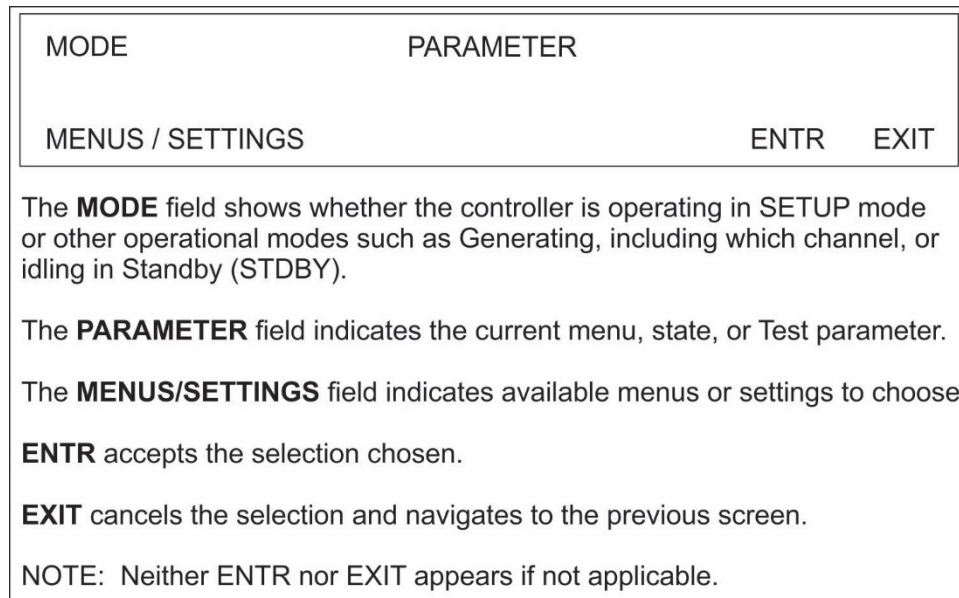 MODE PARAMETER
MENUS / SETTINGS ENTR EXIT
The MODE field shows whether the controller is operating in SETUP mode
or other operational modes such as Generating, including which channel, or
idling in Standby (STDBY).
The PARAMETER field indicates the current menu, state, or Test parameter.
The MENUS/SETTINGS field indicates available menus or settings to choose
ENTR accepts the selection chosen.
EXIT cancels the selection and navigates to the previous screen.
NOTE: Neither ENTR nor EXIT appears if not applicable.